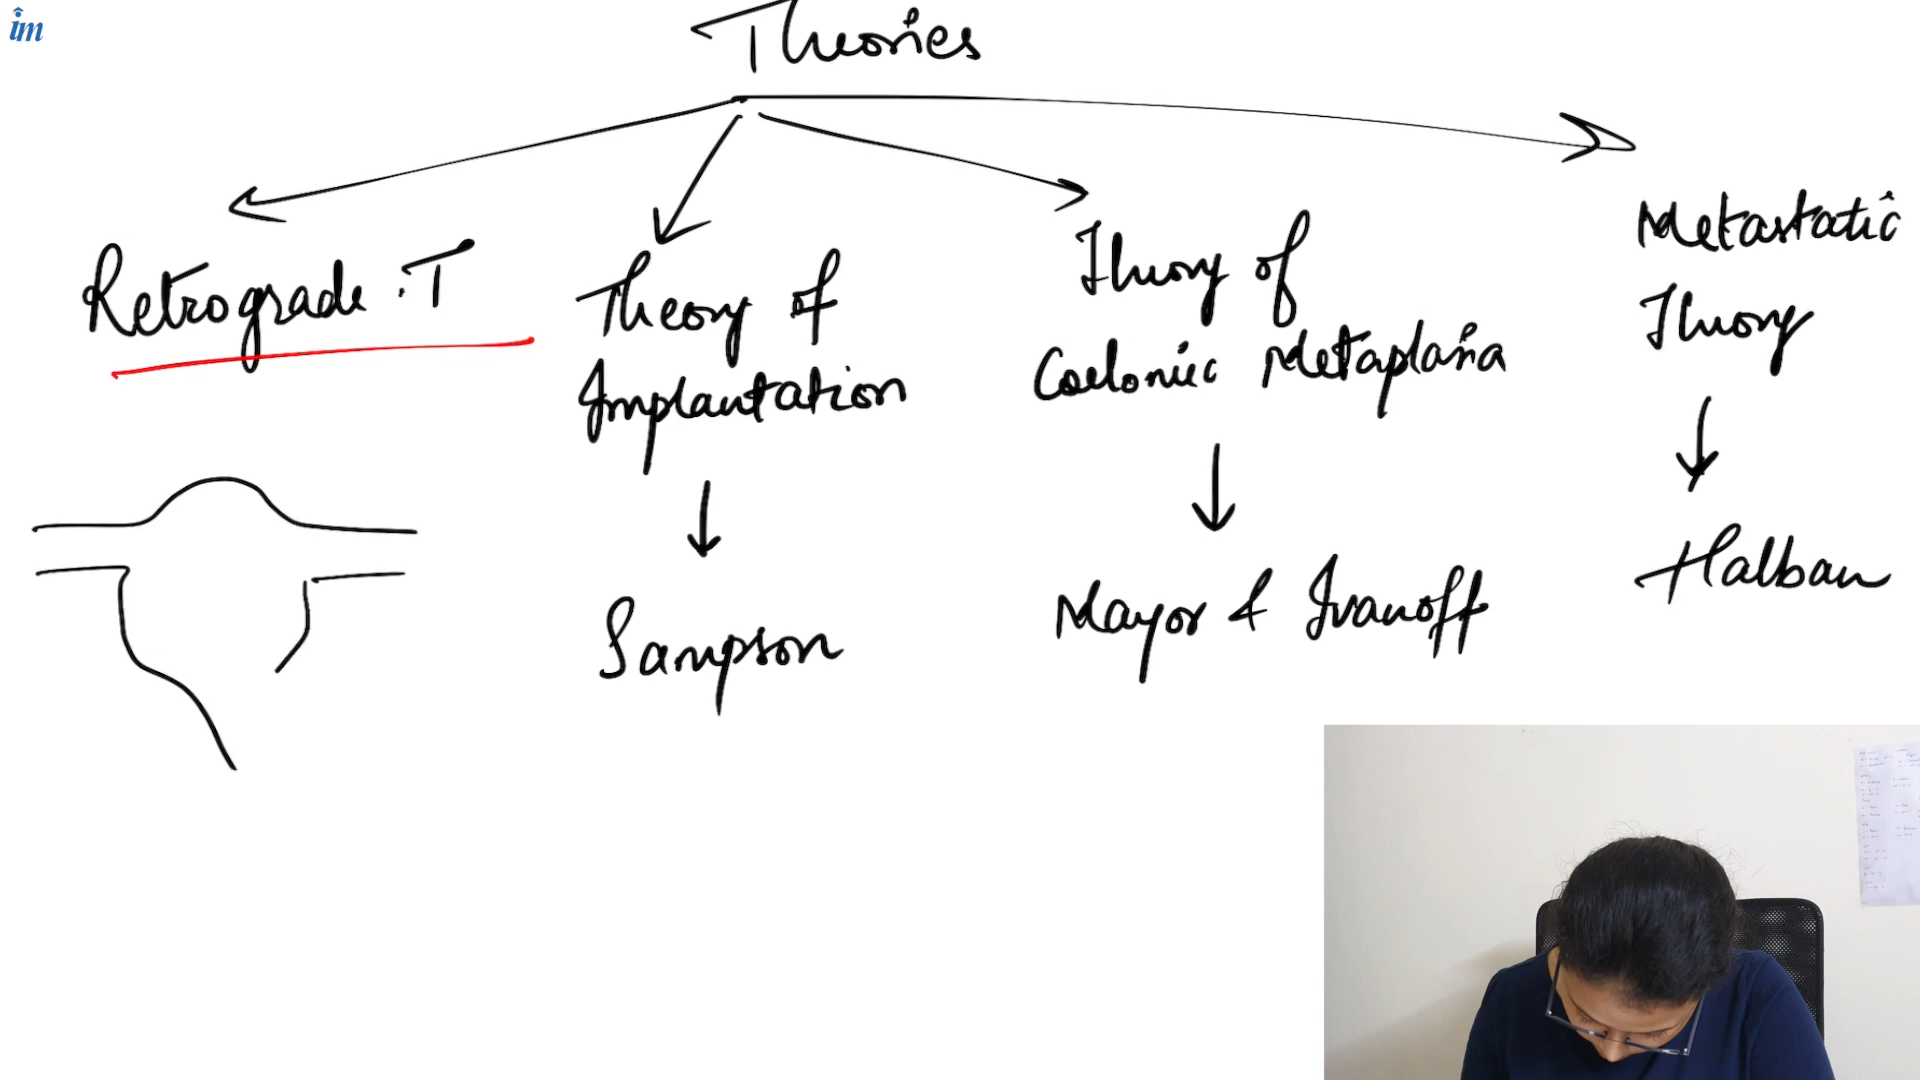 im
Theories
Retrograde T
Theory of
Implantation
Sampson
Theory of
Coelomic Metaplasia
Mayor & Ivanoff
Metastatic
Theory
Halban